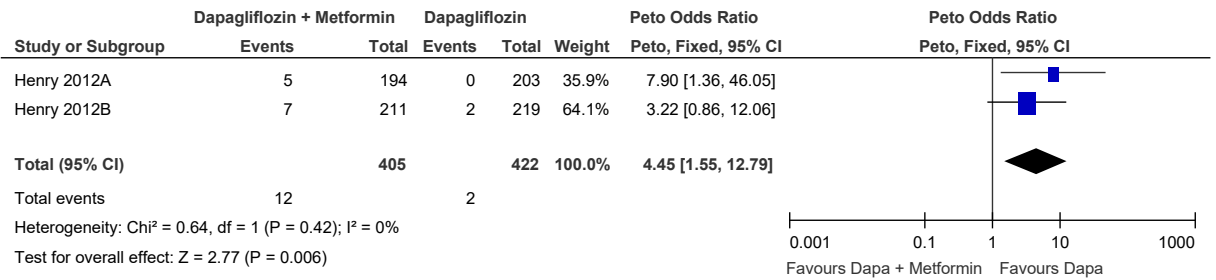 Dapagliflozin + Metformin Dapagliflozin Peto Odds Ratio Peto Odds Ratio
Study or Subgroup Events Total Events Total Weight Peto, Fixed, 95% CI Peto, Fixed, 95% CI
Henry 2012A 5 194 0 203 35.9% 7.90 [1.36, 46.05]
Henry 2012B 7 211 2 219 64.1% 3.22 [0.86, 12.06]
Total (95% CI) 405 422 100.0% 4.45 [1.55, 12.79]
Total events 12 2
Heterogeneity: Chi² = 0.64, df = 1 (P = 0.42); I² = 0%
Test for overall effect: Z = 2.77 (P = 0.006)
0.001 0.1 1 10 1000
Favours Dapa + Metformin Favours Dapa